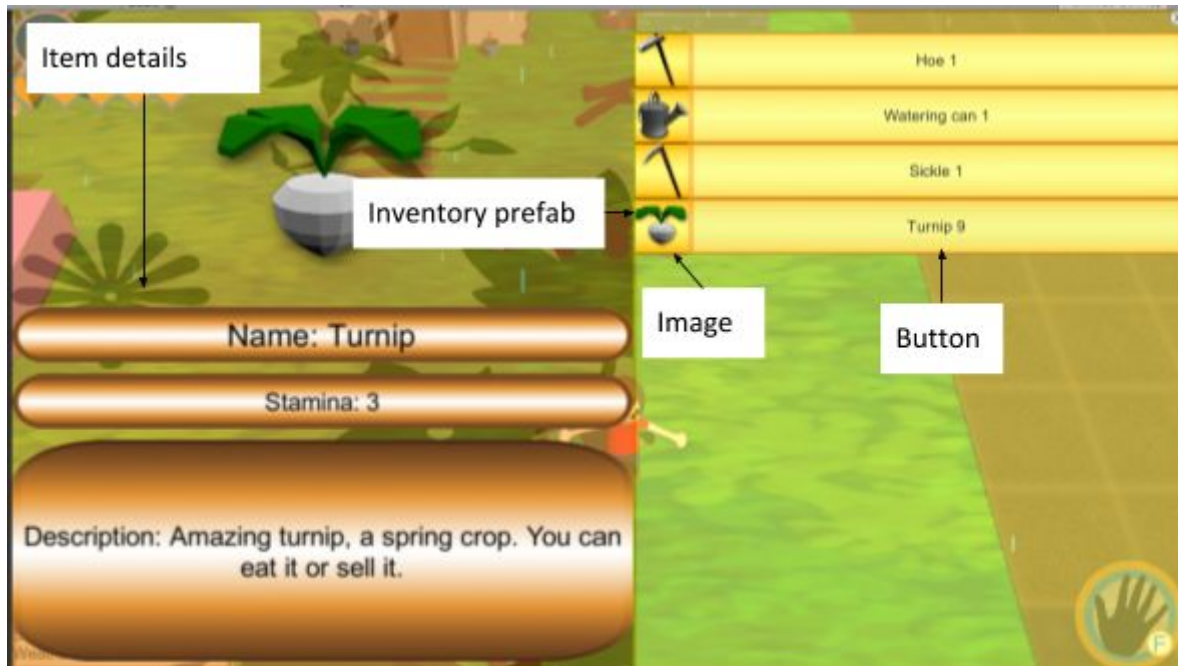 Item details
Inventory prefab
Image
Button
Hoe 1
Watering can 1
Sickle 1
Turnip 9
Name: Turnip
Stamina: 3
Description: Amazing turnip, a spring crop. You can
eat it or sell it.
F